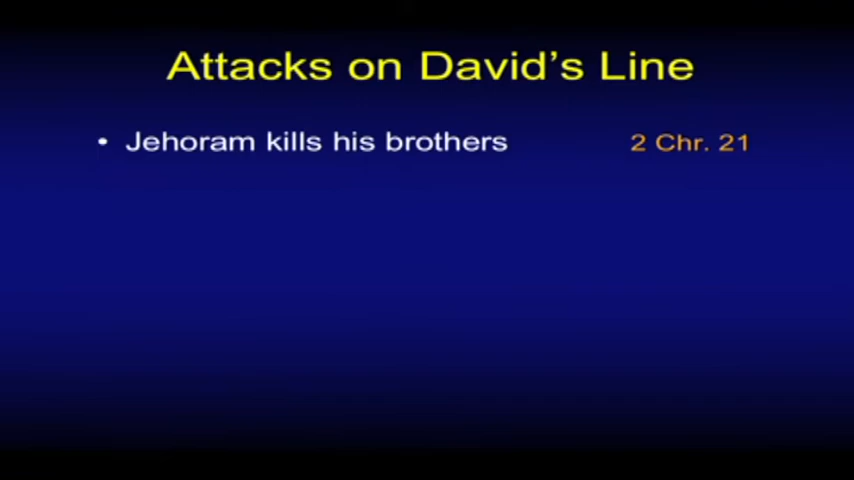 Attacks on David's Line
• Jehoram kills his brothers 2 Chr. 21